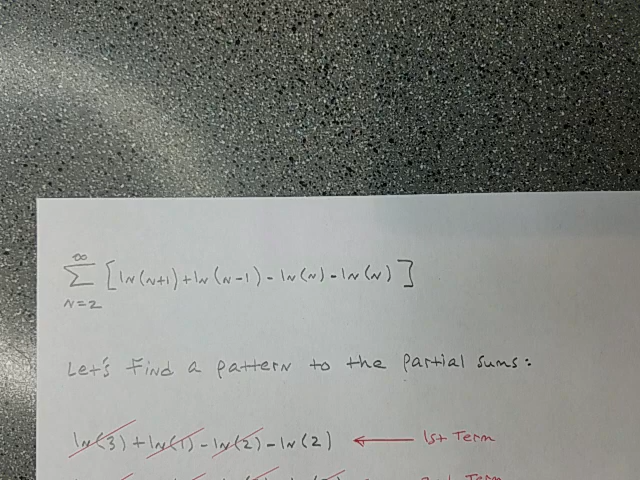 ∞
Σ [ln(n+1)+ln(n-1)-ln(n)-ln(n)]
n=2
Let's find a pattern to the partial sums:
ln(3)+ln(1)-ln(2)-ln(2) ← 1st Term
Term